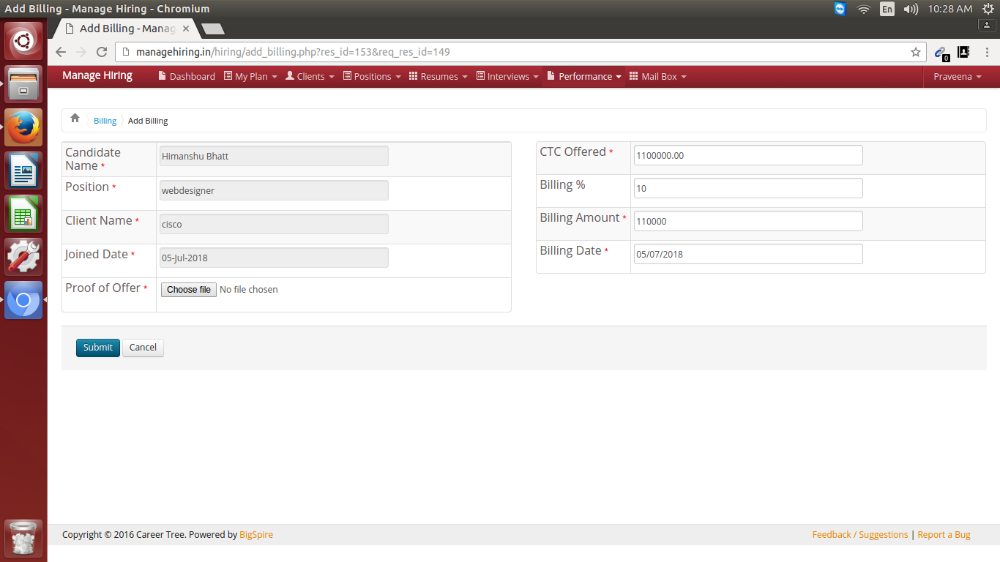 Add Billing - Manage Hiring - Chromium
En
10:28 AM
Add Billing - Manag
managehiring.in/hiring/add_billing.php?res_id=153&req_res_id=149
0
Manage Hiring
Dashboard
My Plan
Clients
Positions
Resumes
Interviews
Performance
Mail Box
Praveena
Billing
Add Billing
Candidate
Name *
Himanshu Bhatt
Position *
webdesigner
Client Name *
cisco
Joined Date *
05-Jul-2018
Proof of Offer *
Choose file No file chosen
CTC Offered *
1100000.00
Billing %
10
Billing Amount *
110000
Billing Date *
05/07/2018
Submit
Cancel
Copyright © 2016 Career Tree. Powered by BigSpire
Feedback / Suggestions | Report a Bug